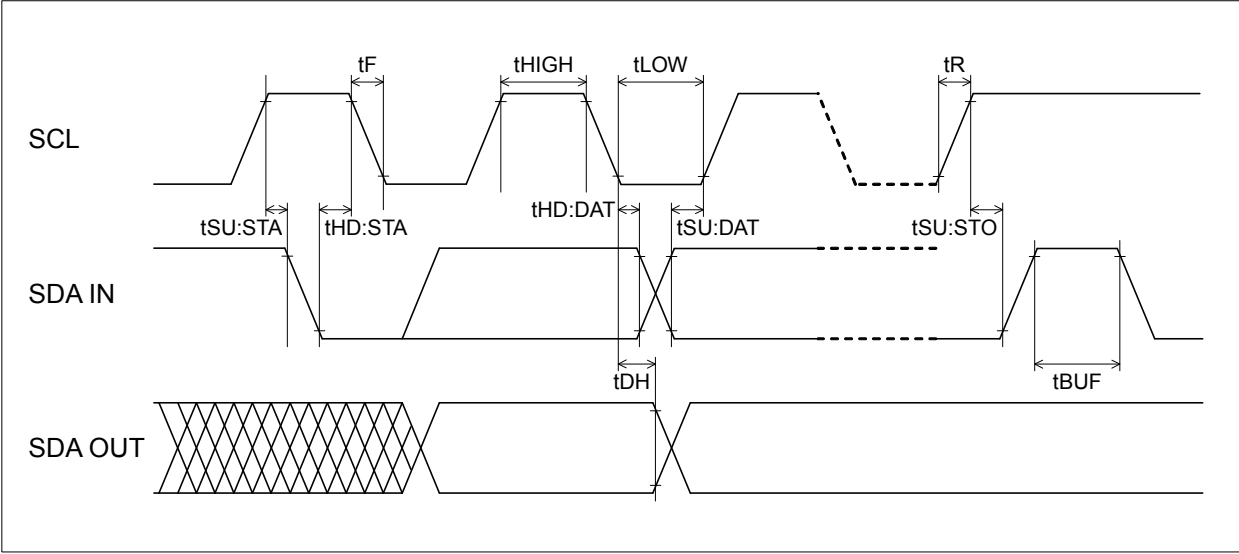 tF tHIGH tLOW tR
SCL
tSU:STA tHD:STA tHD:DAT tSU:DAT tSU:STO
SDA IN
tDH tBUF
SDA OUT